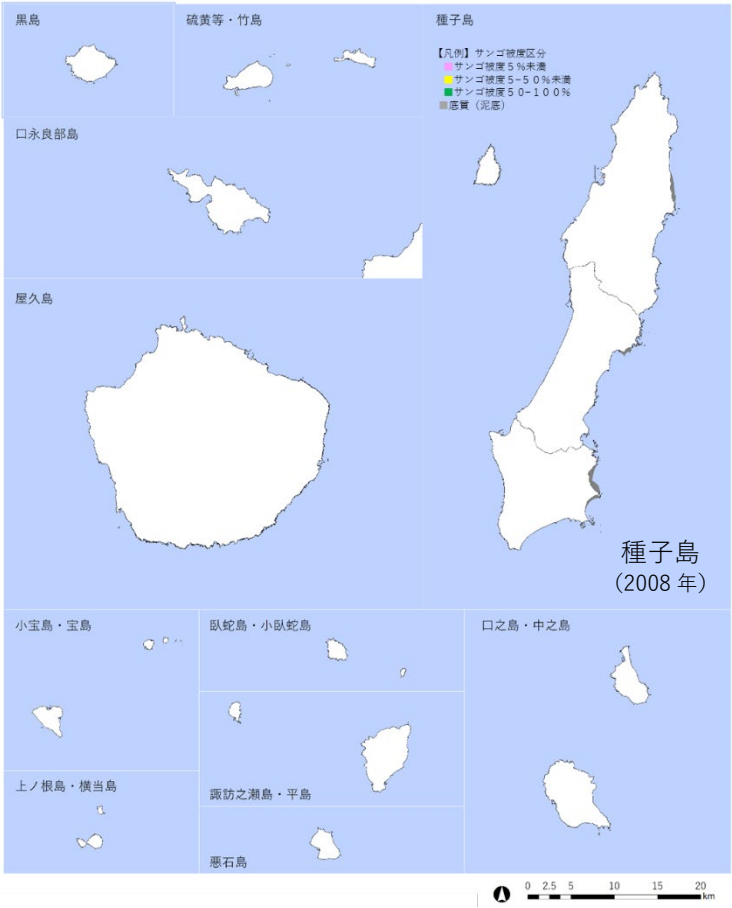 黒島
硫黄等・竹島
種子島
【凡例】サンゴ被度区分
サンゴ被度５％未満
サンゴ被度５-５０％未満
サンゴ被度５０-１００％
底質（泥底）
口永良部島
屋久島
種子島
（2008 年）
小宝島・宝島
臥蛇島・小臥蛇島
口之島・中之島
上ノ根島・横当島
諏訪之瀬島・平島
悪石島
0 2.5 5 10 15 20
km